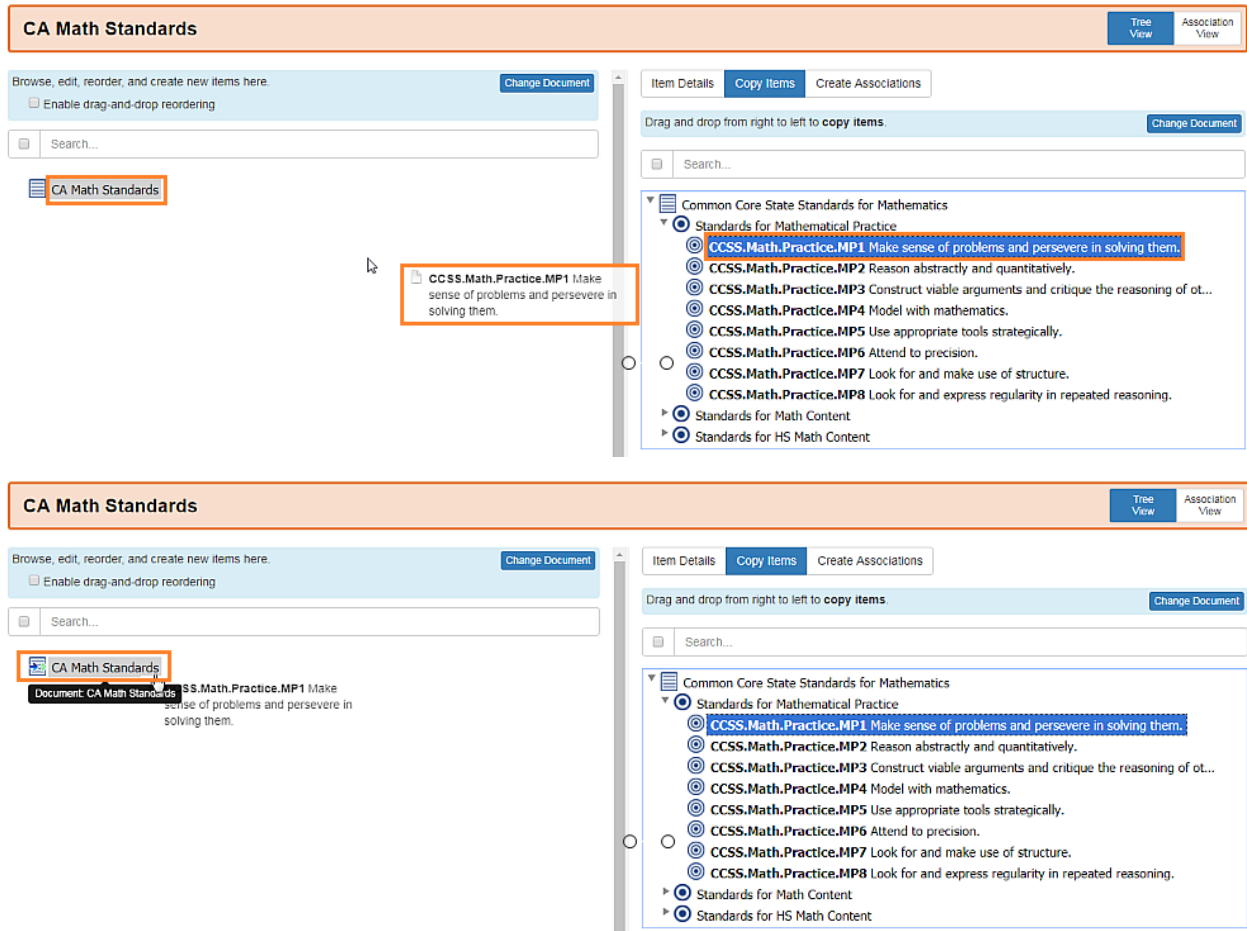 CA Math Standards
Tree View
Association View
Browse, edit, reorder, and create new items here.
Change Document
Enable drag-and-drop reordering
Search...
CA Math Standards
CCSS.Math.Practice.MP1 Make
sense of problems and persevere in
solving them.
Item Details
Copy Items
Create Associations
Drag and drop from right to left to copy items.
Change Document
Search...
Common Core State Standards for Mathematics
Standards for Mathematical Practice
CCSS.Math.Practice.MP1 Make sense of problems and persevere in solving them.
CCSS.Math.Practice.MP2 Reason abstractly and quantitatively.
CCSS.Math.Practice.MP3 Construct viable arguments and critique the reasoning of ot...
CCSS.Math.Practice.MP4 Model with mathematics.
CCSS.Math.Practice.MP5 Use appropriate tools strategically.
CCSS.Math.Practice.MP6 Attend to precision.
CCSS.Math.Practice.MP7 Look for and make use of structure.
CCSS.Math.Practice.MP8 Look for and express regularity in repeated reasoning.
Standards for Math Content
Standards for HS Math Content
CA Math Standards
Tree View
Association View
Browse, edit, reorder, and create new items here.
Change Document
Enable drag-and-drop reordering
Search...
CA Math Standards
Document: CA Math Standards
SS.Math.Practice.MP1 Make
sense of problems and persevere in
solving them.
Item Details
Copy Items
Create Associations
Drag and drop from right to left to copy items.
Change Document
Search...
Common Core State Standards for Mathematics
Standards for Mathematical Practice
CCSS.Math.Practice.MP1 Make sense of problems and persevere in solving them.
CCSS.Math.Practice.MP2 Reason abstractly and quantitatively.
CCSS.Math.Practice.MP3 Construct viable arguments and critique the reasoning of ot...
CCSS.Math.Practice.MP4 Model with mathematics.
CCSS.Math.Practice.MP5 Use appropriate tools strategically.
CCSS.Math.Practice.MP6 Attend to precision.
CCSS.Math.Practice.MP7 Look for and make use of structure.
CCSS.Math.Practice.MP8 Look for and express regularity in repeated reasoning.
Standards for Math Content
Standards for HS Math Content